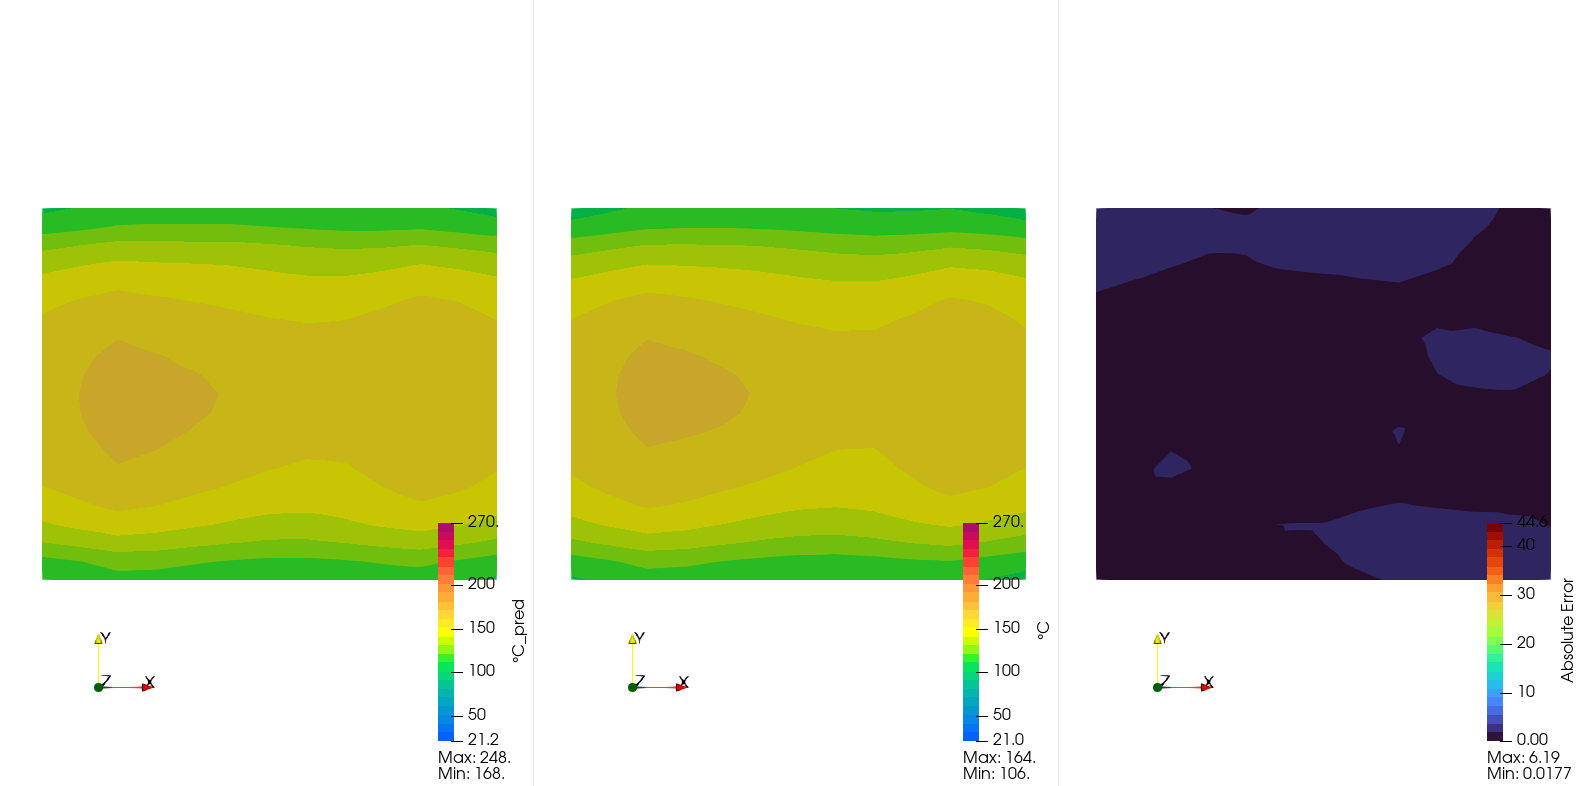 270.
200
150
100
50
21.2
°C_pred
Max: 248.
Min: 168.
Y
Z
X
270.
200
150
100
50
21.0
°C
Max: 164.
Min: 106.
Y
Z
X
44.6
40
30
20
10
0.00
Absolute Error
Max: 6.19
Min: 0.0177
Y
Z
X